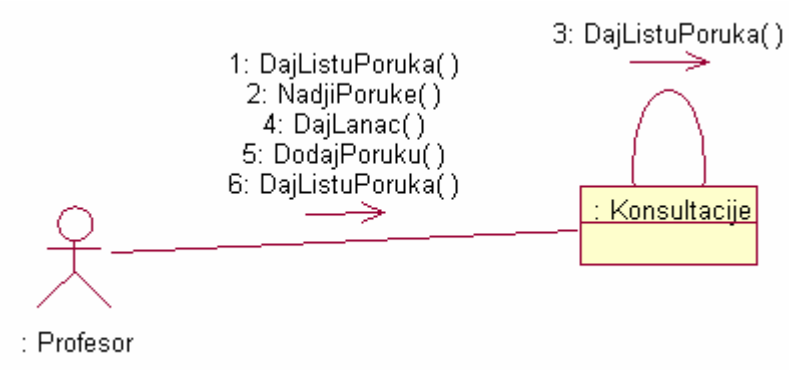 3: DajListuPoruka( )
1: DajListuPoruka( )
2: NadjiPoruke( )
4: DajLanac( )
5: DodajPoruku( )
6: DajListuPoruka( )
: Konsultacije
: Profesor